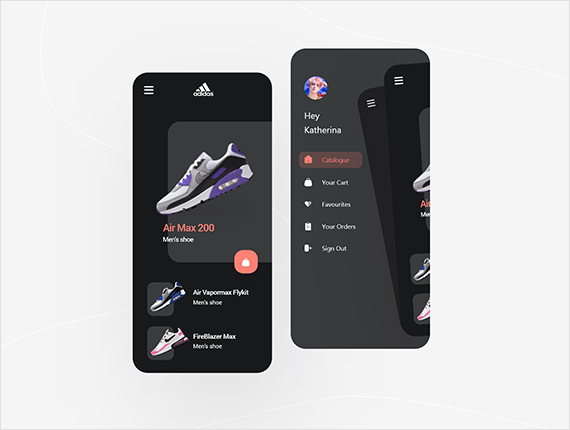 adidas
Air Max 200
Men's shoe
Air Vapormax Flykit
Men's shoe
FireBlazer Max
Men's shoe
Hey
Katherina
Catalogue
Your Cart
Favourites
Your Orders
Sign Out
Ai
Men's